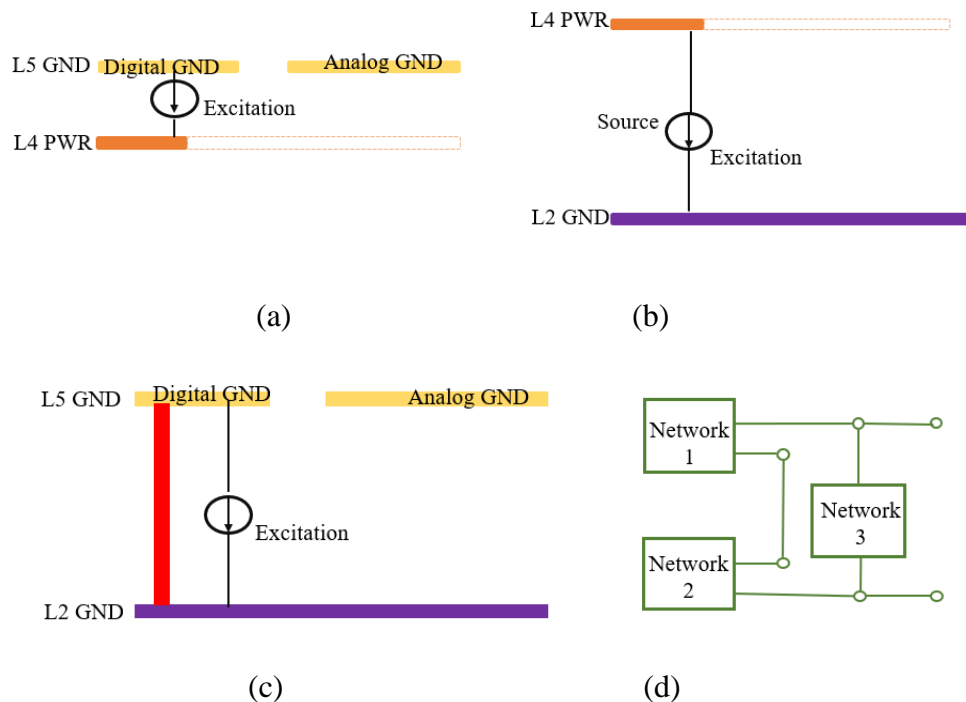 L5 GND
Digital GND
Analog GND
Excitation
L4 PWR
(a)
L4 PWR
Source
Excitation
L2 GND
(b)
L5 GND
Digital GND
Analog GND
Excitation
L2 GND
(c)
Network
1
Network
2
Network
3
(d)